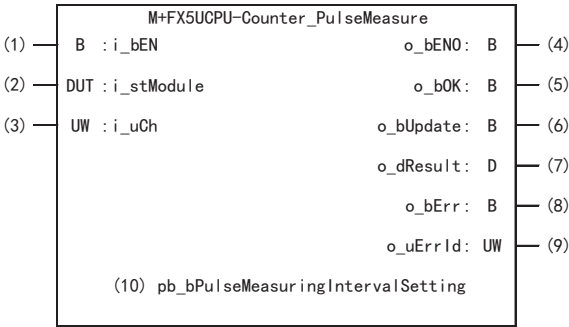 M+FX5UCPU-Counter_PulseMeasure
(1) B :i_bEN o_bENO: B (4)
(2) DUT :i_stModule o_bOK: B (5)
(3) UW :i_uCh o_bUpdate: B (6)
o_dResult: D (7)
o_bErr: B (8)
o_uErrId: UW (9)
(10) pb_bPulseMeasuringIntervalSetting